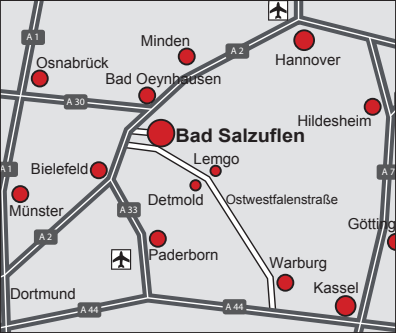 A 1
Minden
A 2
Hannover
Osnabrück
Bad Oeynhausen
A 30
Hildesheim
Bad Salzuflen
Lemgo
A 1
Bielefeld
A 7
Detmold
Ostwestfalenstraße
Münster
A 33
Götting
A 2
Paderborn
Warburg
Dortmund
Kassel
A 44
A 44